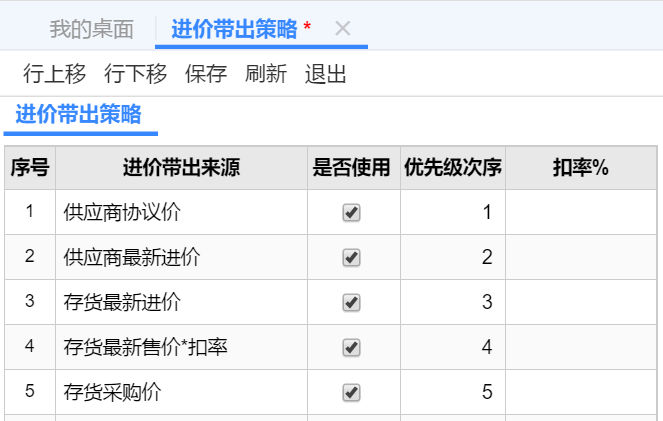 我的桌面 进价带出策略 *
行上移 行下移 保存 刷新 退出
进价带出策略
序号 进价带出来源 是否使用 优先级次序 扣率%
1 供应商协议价 1
2 供应商最新进价 2
3 存货最新进价 3
4 存货最新售价*扣率 4
5 存货采购价 5